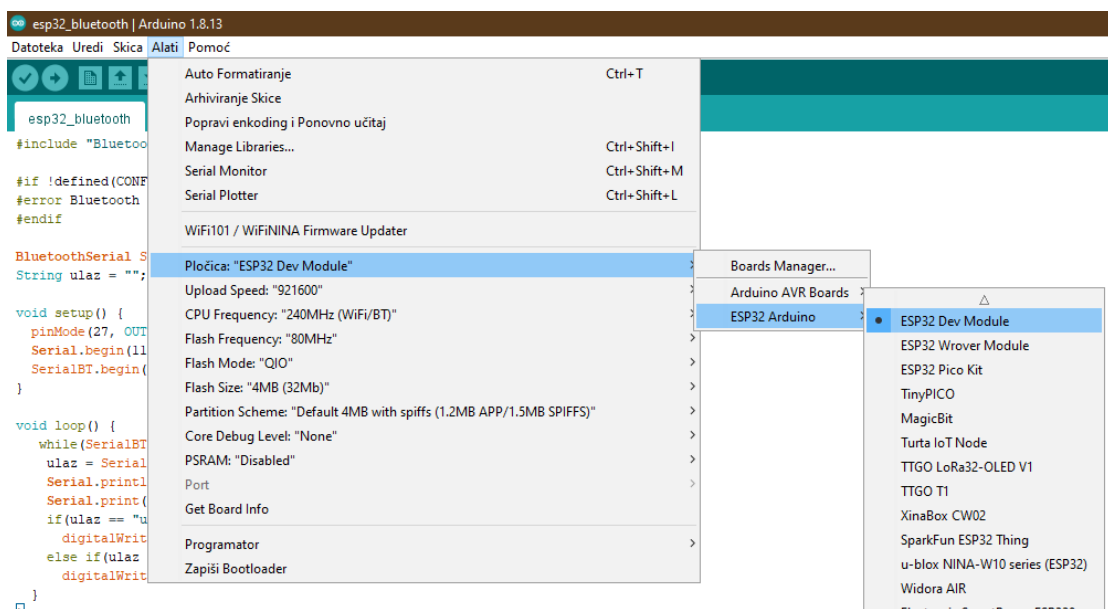 esp32_bluetooth | Arduino 1.8.13
Datoteka Uredi Skica Alati Pomoć
esp32_bluetooth
#include "Bluetoo
#if !defined(CONF
#error Bluetooth
#endif
BluetoothSerial S
String ulaz = "";
void setup() {
pinMode(27, OUT
Serial.begin(11
SerialBT.begin(
}
void loop() {
while(SerialBT
ulaz = Serial
Serial.printl
Serial.print(
if(ulaz == "u
digitalWrit
else if(ulaz
digitalWrit
}
Auto Formatiranje Ctrl+T
Arhiviranje Skice
Popravi enkoding i Ponovno učitaj
Manage Libraries... Ctrl+Shift+I
Serial Monitor Ctrl+Shift+M
Serial Plotter Ctrl+Shift+L
WiFi101 / WiFiNINA Firmware Updater
Pločica: "ESP32 Dev Module"
Upload Speed: "921600"
CPU Frequency: "240MHz (WiFi/BT)"
Flash Frequency: "80MHz"
Flash Mode: "QIO"
Flash Size: "4MB (32Mb)"
Partition Scheme: "Default 4MB with spiffs (1.2MB APP/1.5MB SPIFFS)"
Core Debug Level: "None"
PSRAM: "Disabled"
Port
Get Board Info
Programator
Zapiši Bootloader
Boards Manager...
Arduino AVR Boards
ESP32 Arduino
ESP32 Dev Module
ESP32 Wrover Module
ESP32 Pico Kit
TinyPICO
MagicBit
Turta IoT Node
TTGO LoRa32-OLED V1
TTGO T1
XinaBox CW02
SparkFun ESP32 Thing
u-blox NINA-W10 series (ESP32)
Widora AIR